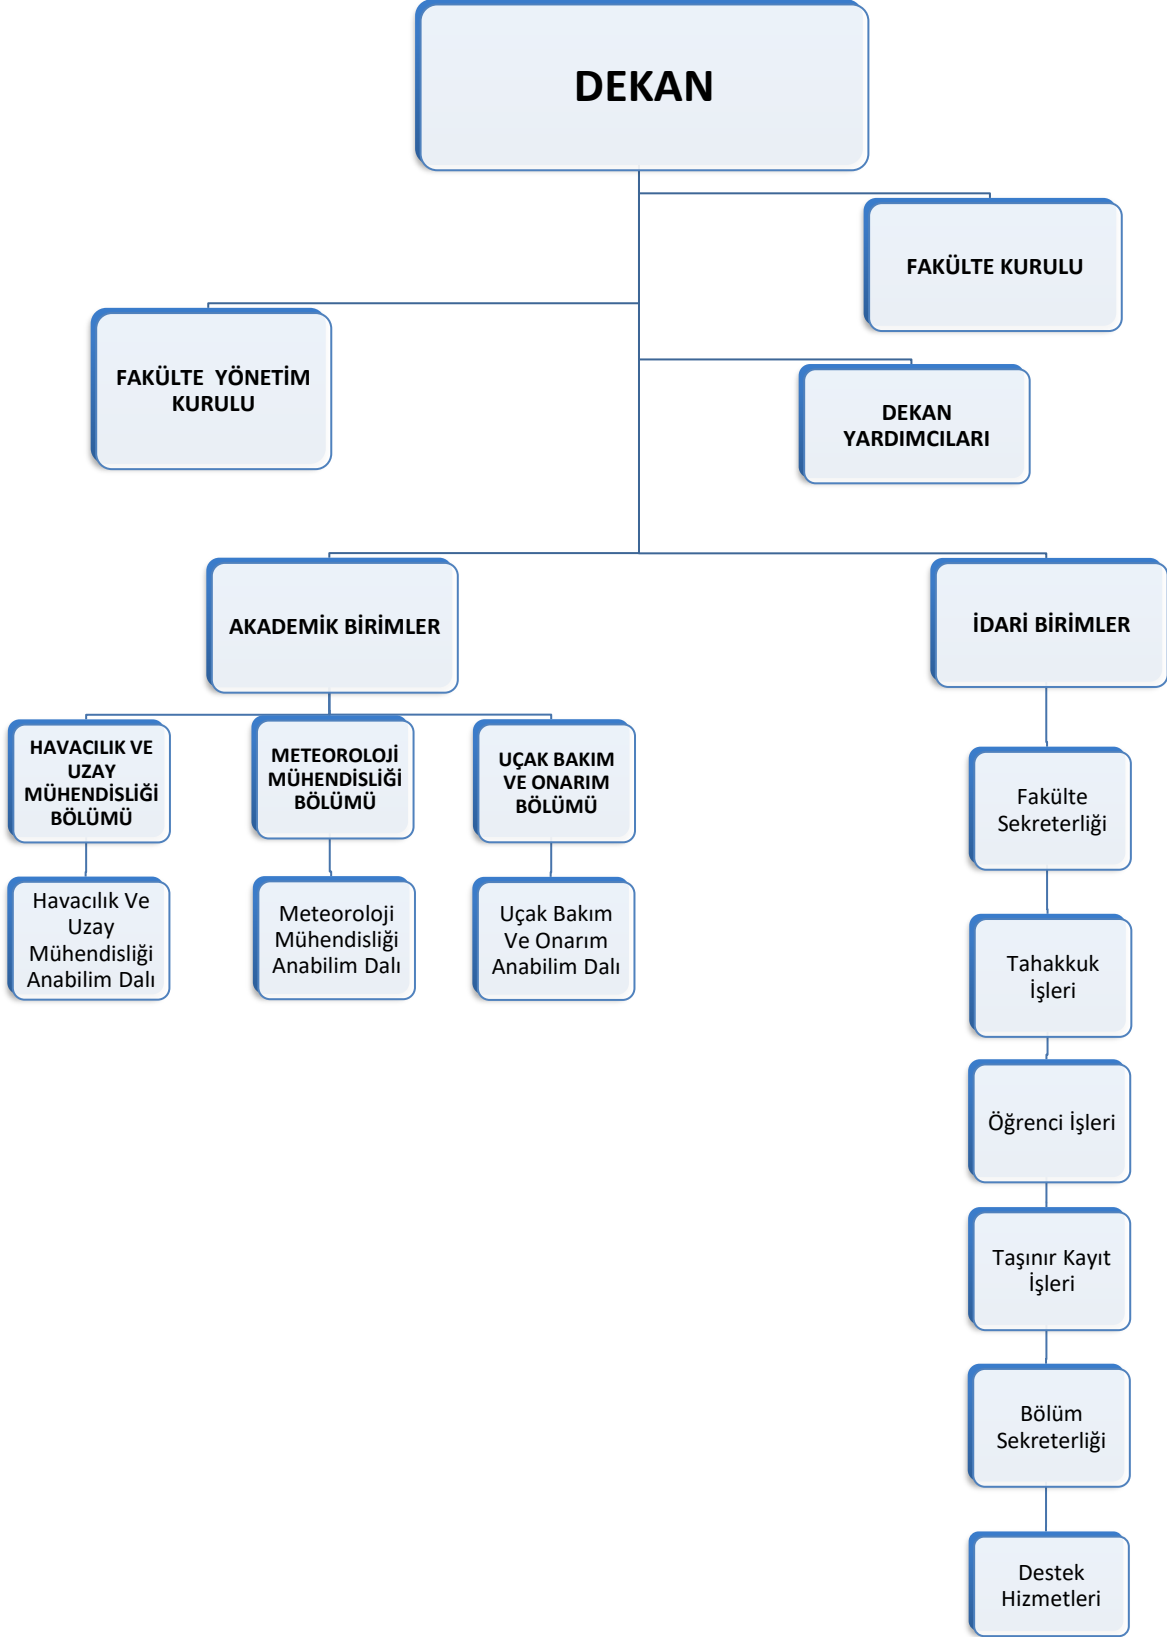 DEKAN
FAKÜLTE KURULU
FAKÜLTE YÖNETİM
KURULU
DEKAN
YARDIMCILARI
AKADEMİK BİRİMLER
İDARİ BİRİMLER
HAVACILIK VE
UZAY
MÜHENDİSLİĞİ
BÖLÜMÜ
METEOROLOJİ
MÜHENDİSLİĞİ
BÖLÜMÜ
UÇAK BAKIM
VE ONARIM
BÖLÜMÜ
Havacılık Ve
Uzay
Mühendisliği
Anabilim Dalı
Meteoroloji
Mühendisliği
Anabilim Dalı
Uçak Bakım
Ve Onarım
Anabilim Dalı
Fakülte
Sekreterliği
Tahakkuk
İşleri
Öğrenci İşleri
Taşınır Kayıt
İşleri
Bölüm
Sekreterliği
Destek
Hizmetleri